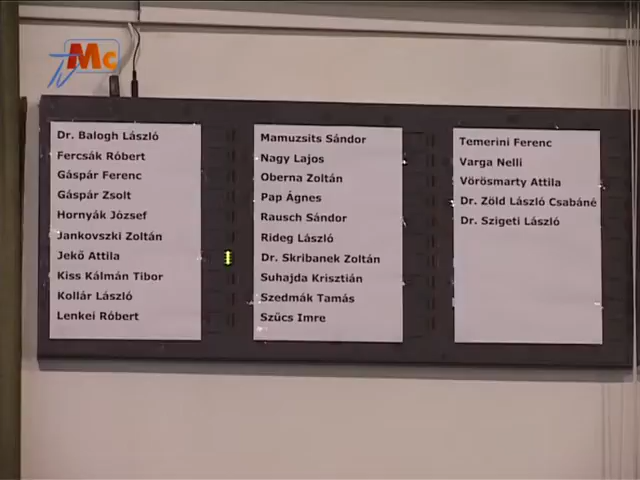 TV Mc
Dr. Balogh László
Fercsák Róbert
Gáspár Ferenc
Gáspár Zsolt
Hornyák József
Jankovszki Zoltán
Jekő Attila
Kiss Kálmán Tibor
Kollár László
Lenkei Róbert
Mamuzsits Sándor
Nagy Lajos
Oberna Zoltán
Pap Ágnes
Rausch Sándor
Rideg László
Dr. Skribanek Zoltán
Suhajda Krisztián
Szedmák Tamás
Szűcs Imre
Temerini Ferenc
Varga Nelli
Vörösmarty Attila
Dr. Zöld László Csabáné
Dr. Szigeti László